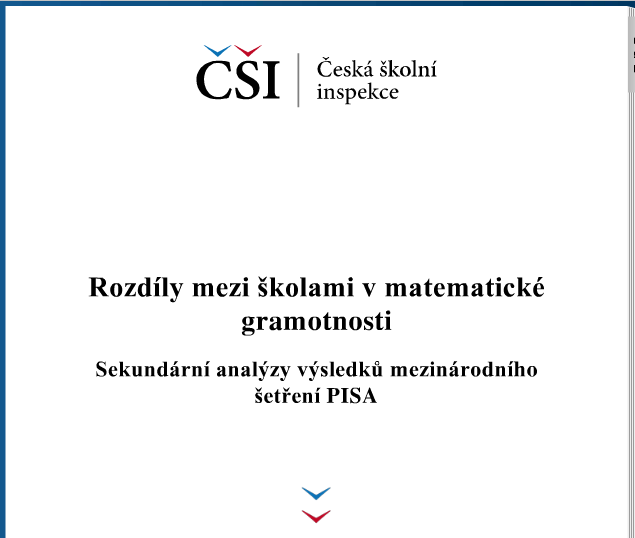 ČŠI
Česká školní
inspekce
Rozdíly mezi školami v matematické
gramotnosti
Sekundární analýzy výsledků mezinárodního
šetření PISA